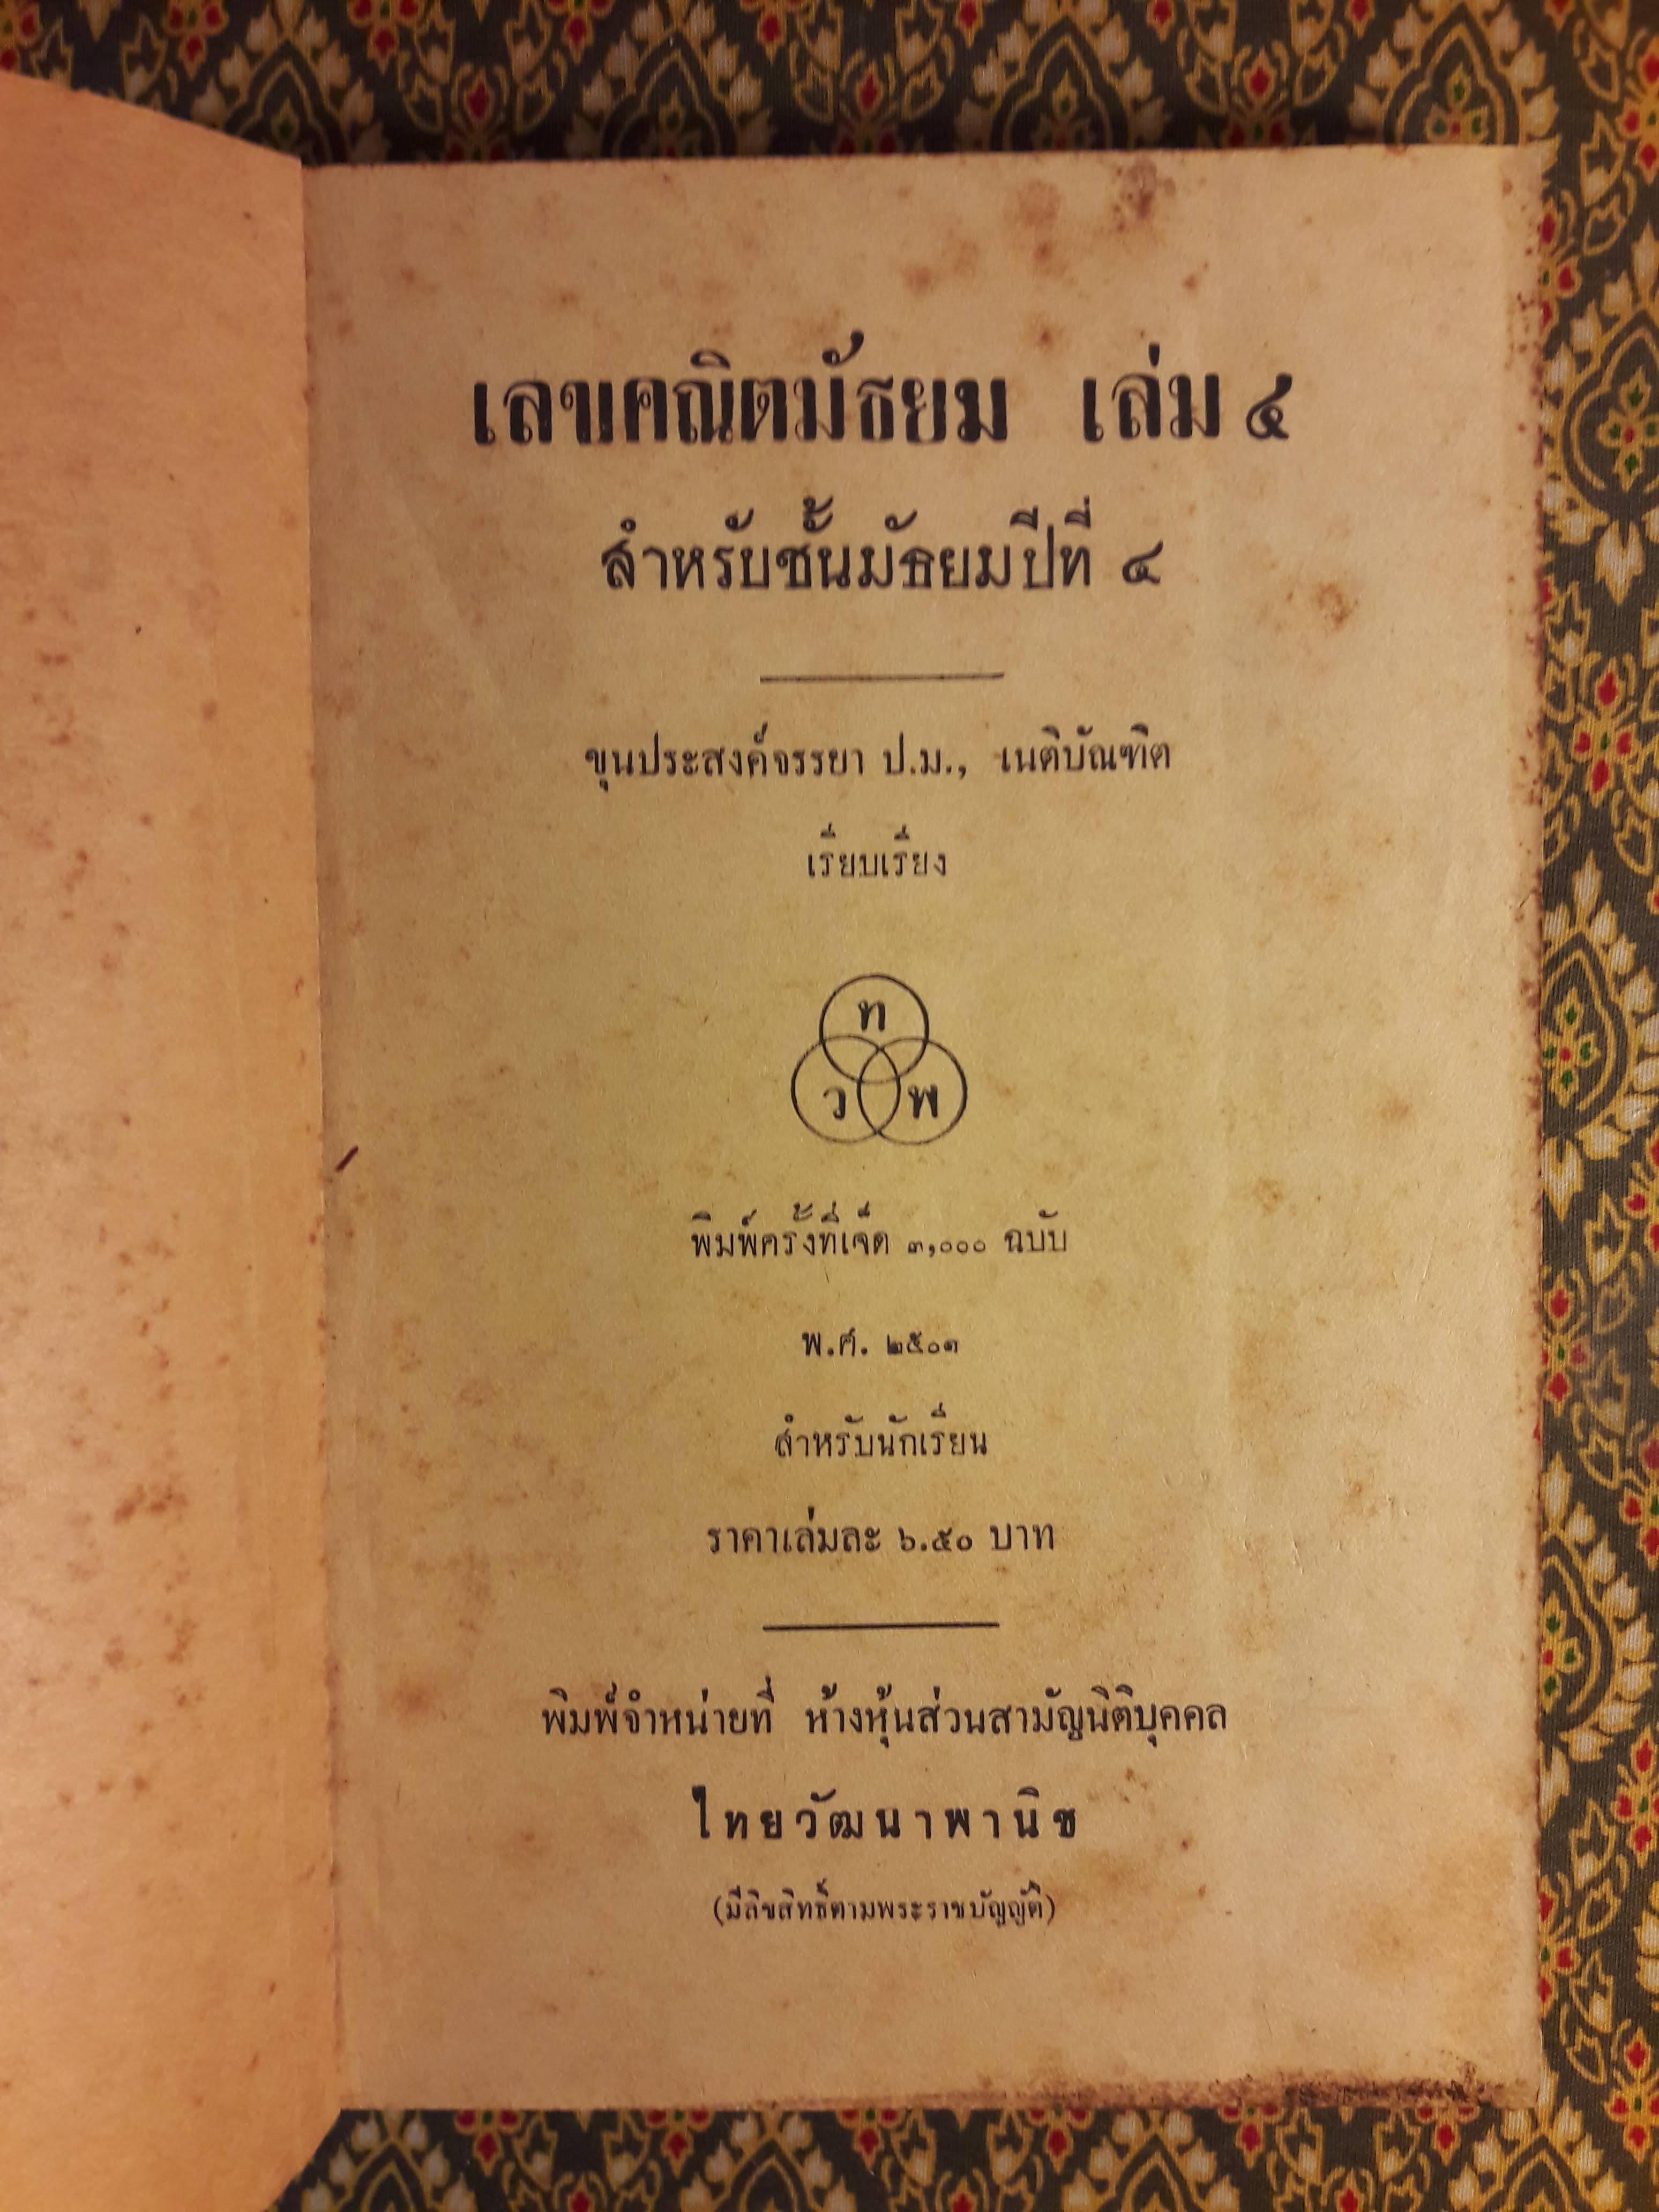 เลขคณิตมัธยม เล่ม ๔
สำหรับชั้นมัธยมปีที่ ๔
ขุนประสงค์จรรยา ป.ม., เนติบัณฑิต
เรียบเรียง
ท
ว พ
พิมพ์ครั้งที่เจ็ด ๓,๐๐๐ ฉบับ
พ.ศ. ๒๕๐๑
สำหรับนักเรียน
ราคาเล่มละ ๖.๕๐ บาท
พิมพ์จำหน่ายที่ ห้างหุ้นส่วนสามัญนิติบุคคล
ไทยวัฒนาพานิช
(มีลิขสิทธิ์ตามพระราชบัญญัติ)